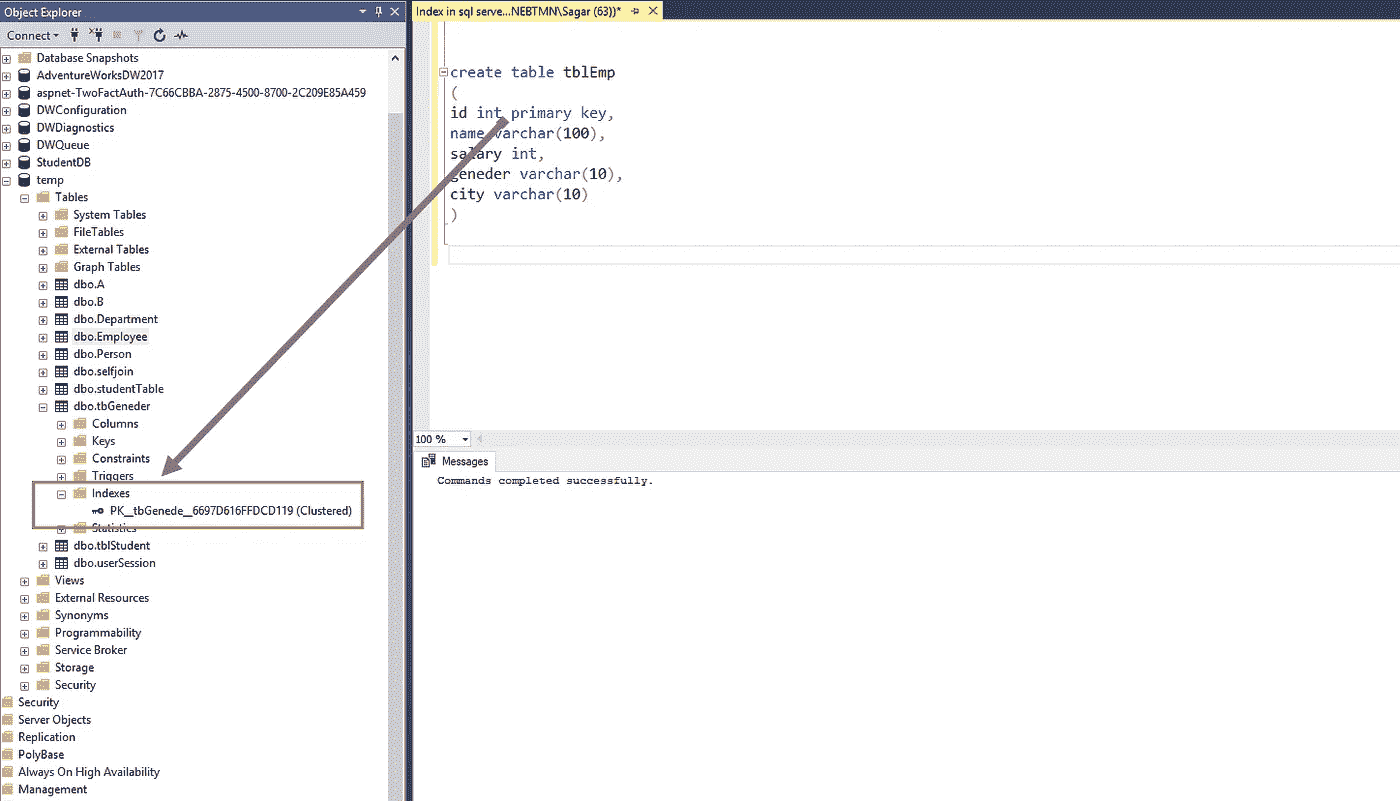 Object Explorer
Connect
Database Snapshots
AdventureWorksDW2017
aspnet-TwoFactAuth-7C66CBBA-2875-4500-8700-2C209E85A459
DWConfiguration
DWDiagnostics
DWQueue
StudentDB
temp
Tables
System Tables
FileTables
External Tables
Graph Tables
dbo.A
dbo.B
dbo.Department
dbo.Employee
dbo.Person
dbo.selfjoin
dbo.studentTable
dbo.tbGeneder
Columns
Keys
Constraints
Triggers
Indexes
PK__tbGenede__6697D616FFDCD119 (Clustered)
Statistics
dbo.tblStudent
dbo.userSession
Views
External Resources
Synonyms
Programmability
Service Broker
Storage
Security
Security
Server Objects
Replication
PolyBase
Always On High Availability
Management
Index in sql serve...NEBTMN\Sagar (63))*
create table tblEmp
(
id int primary key,
name varchar(100),
salary int,
geneder varchar(10),
city varchar(10)
)
100 %
Messages
Commands completed successfully.